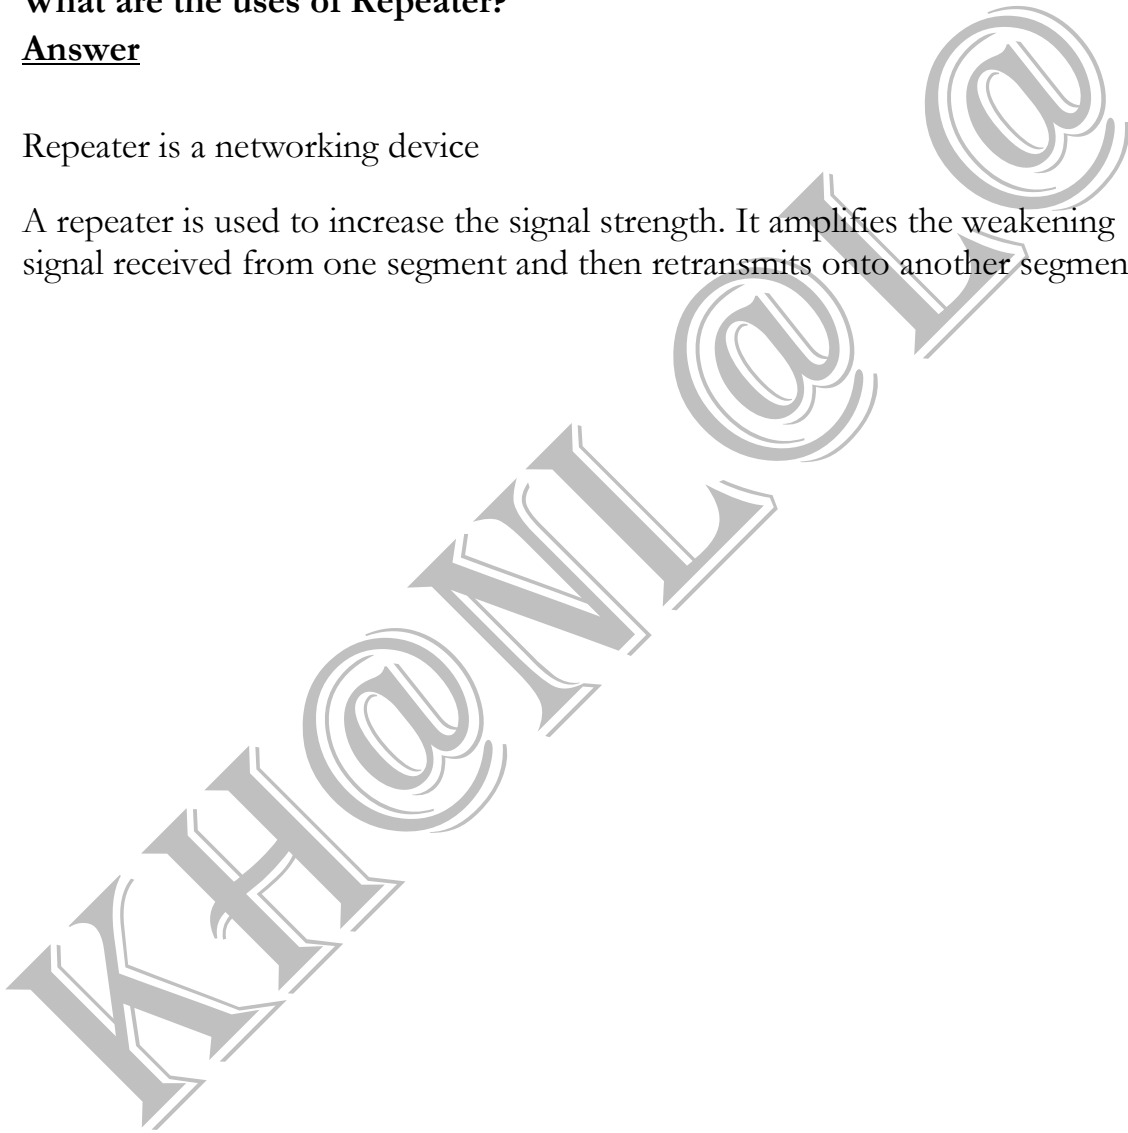 What are the uses of Repeater?
Answer
Repeater is a networking device
A repeater is used to increase the signal strength. It amplifies the weakening
signal received from one segment and then retransmits onto another segmen
KH@NL@L@